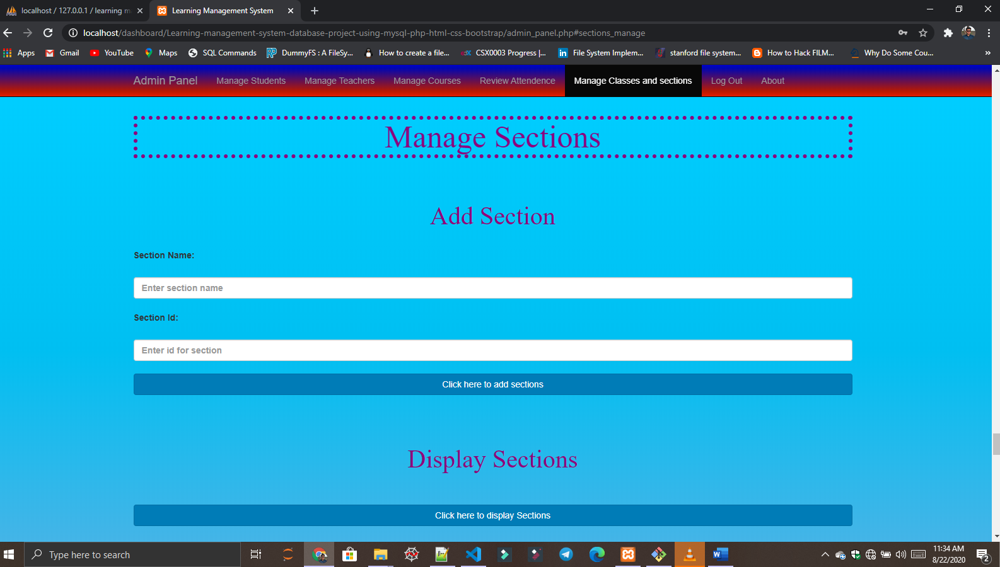 localhost / 127.0.0.1 / learning m
Learning Management System
localhost/dashboard/Learning-management-system-database-project-using-mysql-php-html-css-bootstrap/admin_panel.php#sections_manage
Apps Gmail YouTube Maps SQL Commands DummyFS : A FileSy... How to create a file... CSX0003 Progress |... File System Implem... stanford file system... How to Hack FILM... Why Do Some Cou... »
Admin Panel Manage Students Manage Teachers Manage Courses Review Attendence Manage Classes and sections Log Out About
Manage Sections
Add Section
Section Name:
Enter section name
Section Id:
Enter id for section
Click here to add sections
Display Sections
Click here to display Sections
Type here to search
11:34 AM
8/22/2020
2